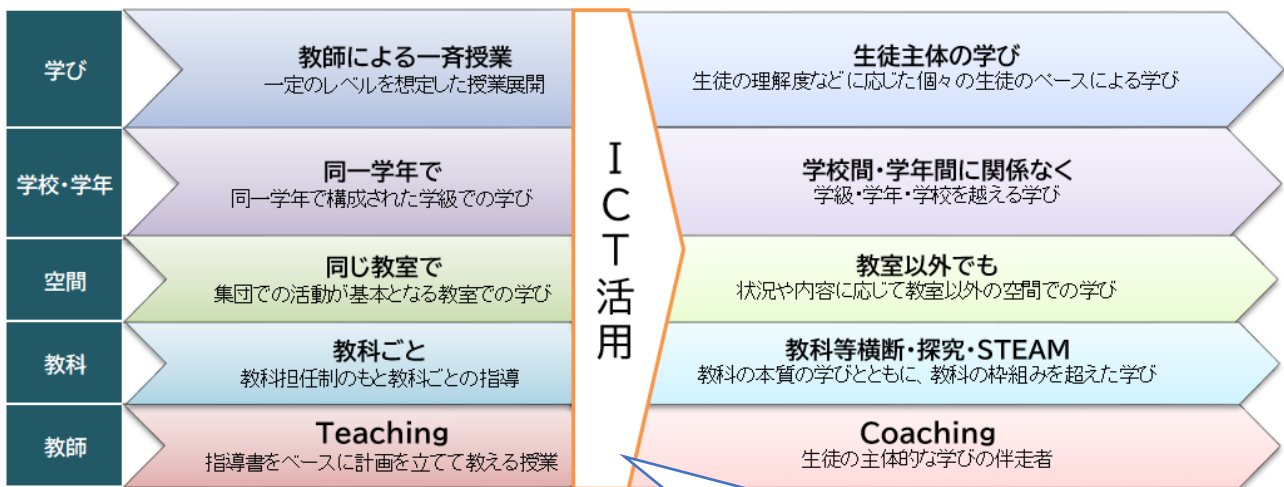 学び
教師による一斉授業
一定のレベルを想定した授業展開
生徒主体の学び
生徒の理解度などに応じた個々の生徒のペースによる学び
学校・学年
同一学年で
同一学年で構成された学級での学び
学校間・学年間に関係なく
学級・学年・学校を越える学び
空間
同じ教室で
集団での活動が基本となる教室での学び
教室以外でも
状況や内容に応じて教室以外の空間での学び
教科
教科ごと
教科担任制のもと教科ごとの指導
教科等横断・探究・STEAM
教科の本質の学びとともに、教科の枠組みを超えた学び
教師
Teaching
指導書をベースに計画を立てて教える授業
Coaching
生徒の主体的な学びの伴走者
ICT活用